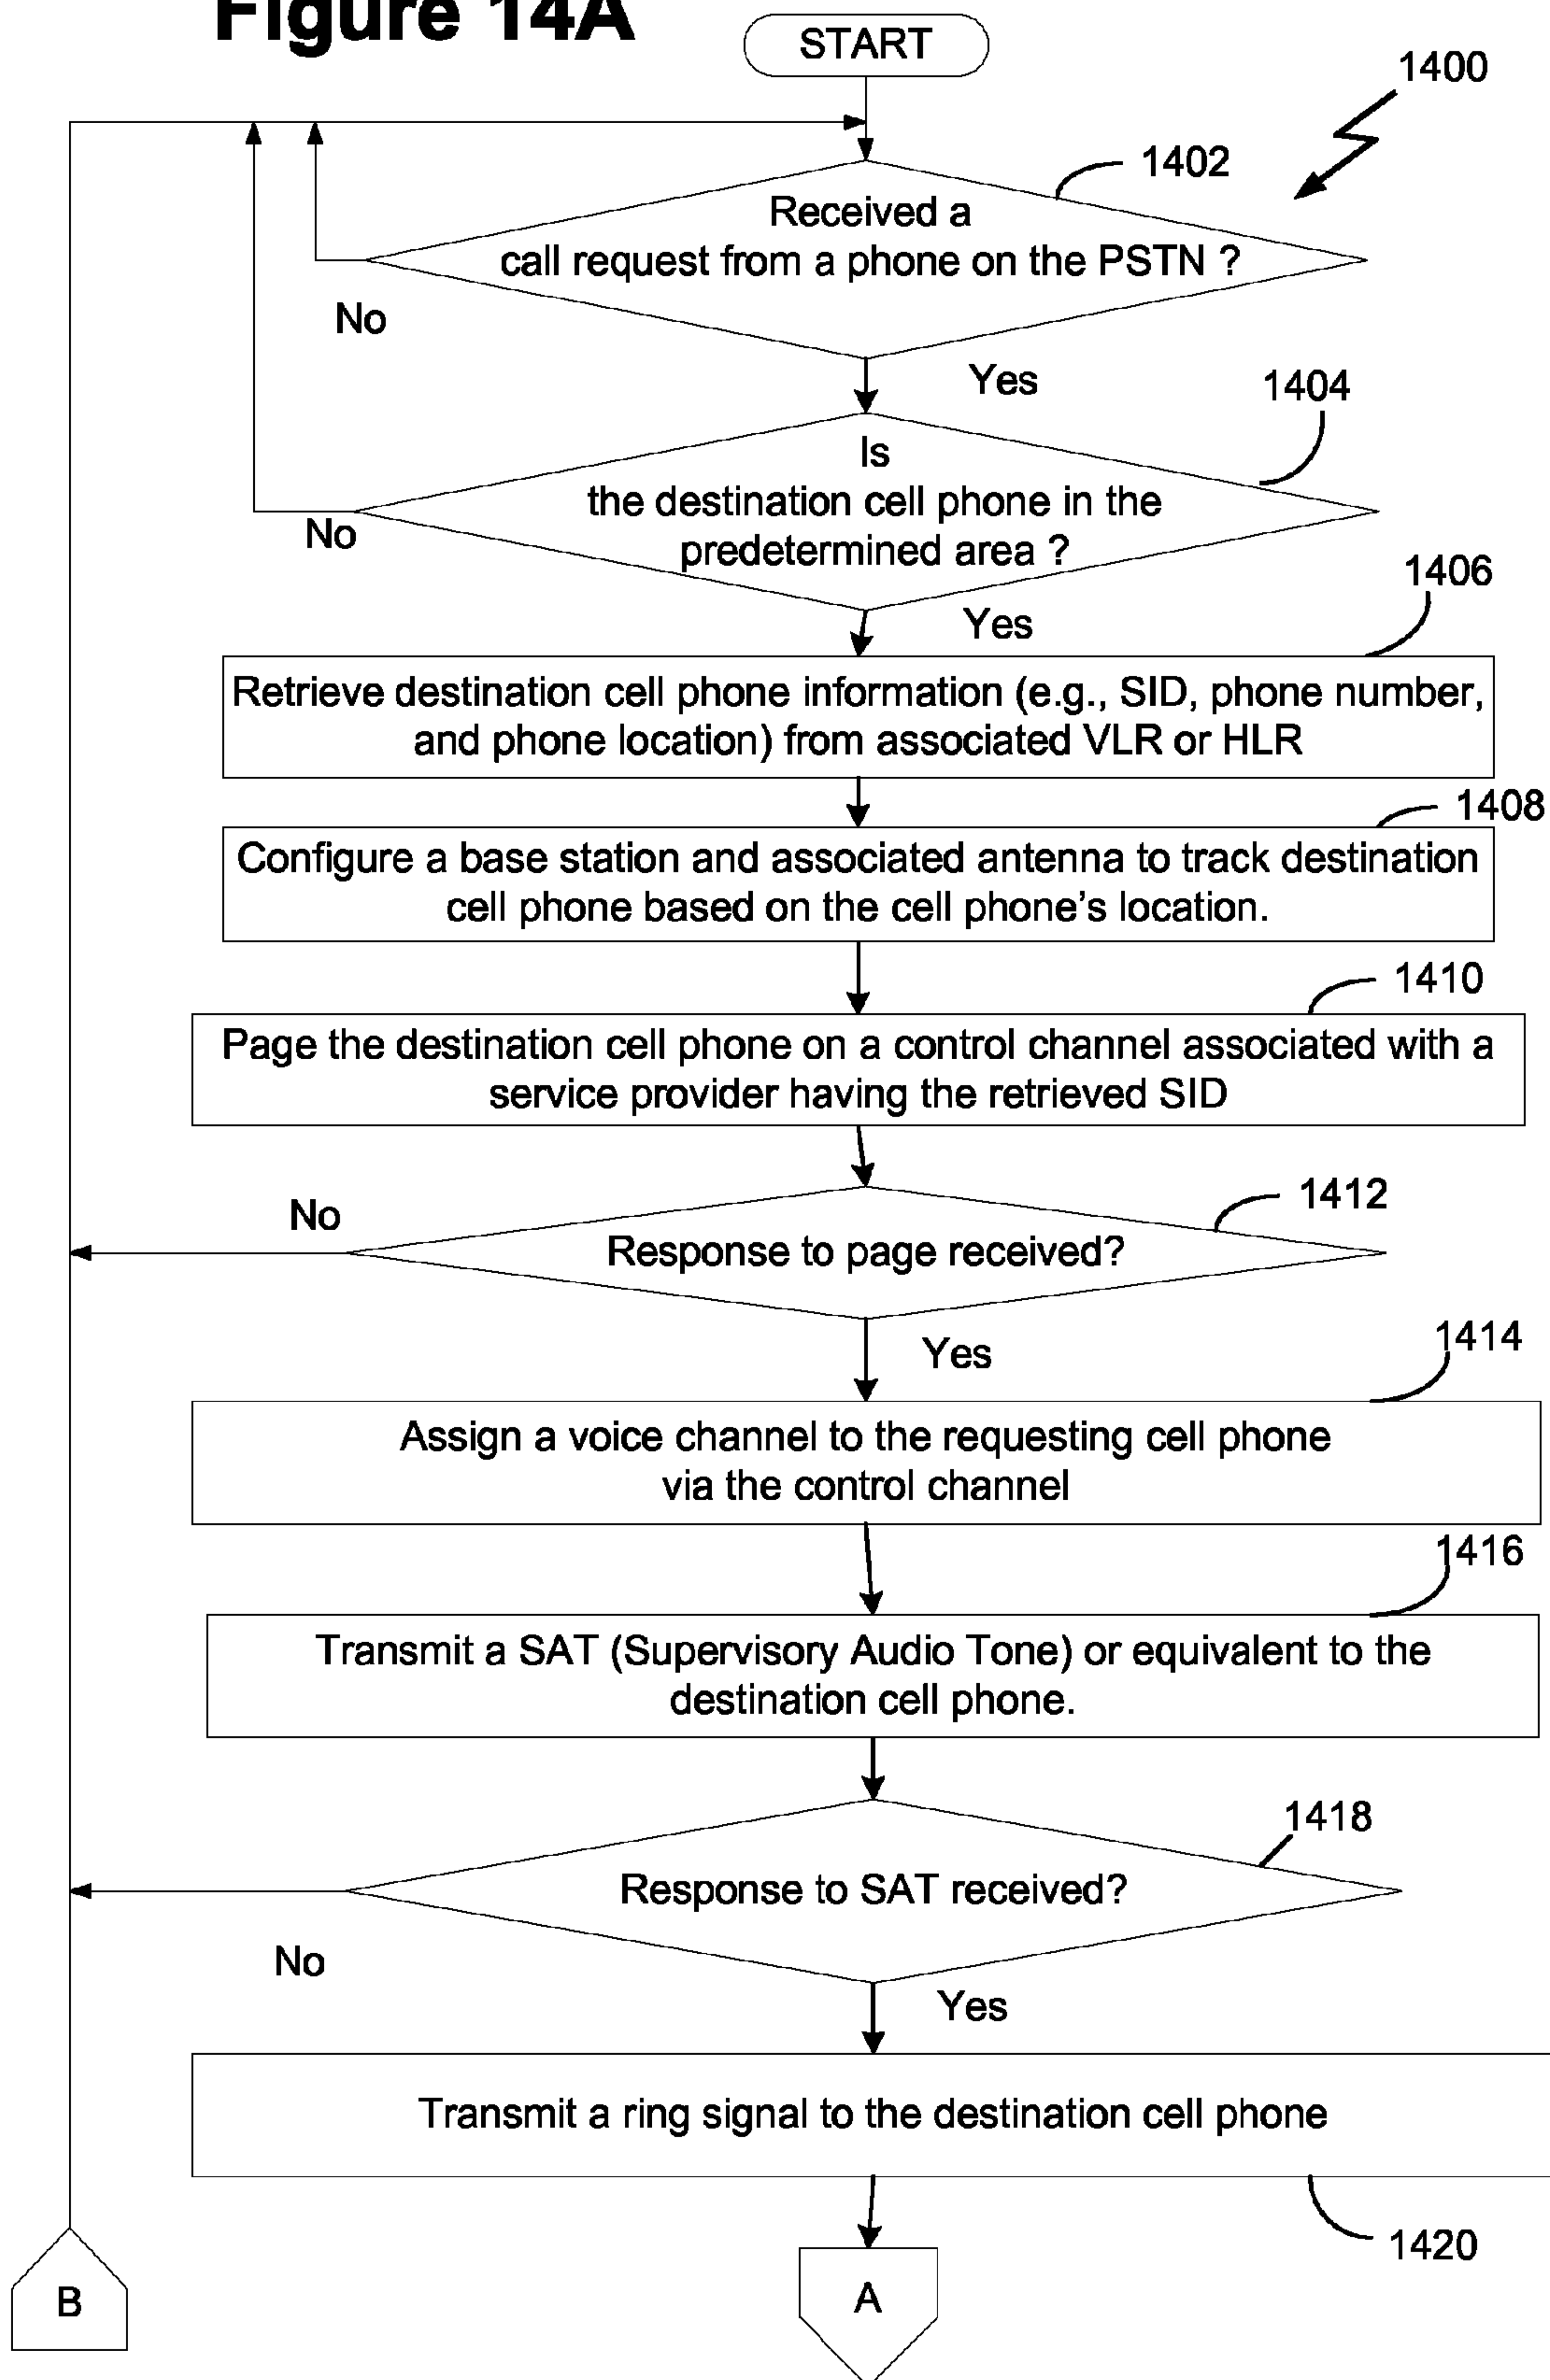 Figure 14A
START
1400
1402
Received a
call request from a phone on the PSTN ?
No
Yes
1404
Is
the destination cell phone in the
predetermined area ?
No
Yes
1406
Retrieve destination cell phone information (e.g., SID, phone number,
and phone location) from associated VLR or HLR
1408
Configure a base station and associated antenna to track destination
cell phone based on the cell phone’s location.
1410
Page the destination cell phone on a control channel associated with a
service provider having the retrieved SID
1412
No
Response to page received?
Yes
1414
Assign a voice channel to the requesting cell phone
via the control channel
1416
Transmit a SAT (Supervisory Audio Tone) or equivalent to the
destination cell phone.
1418
Response to SAT received?
No
Yes
Transmit a ring signal to the destination cell phone
1420
B
A